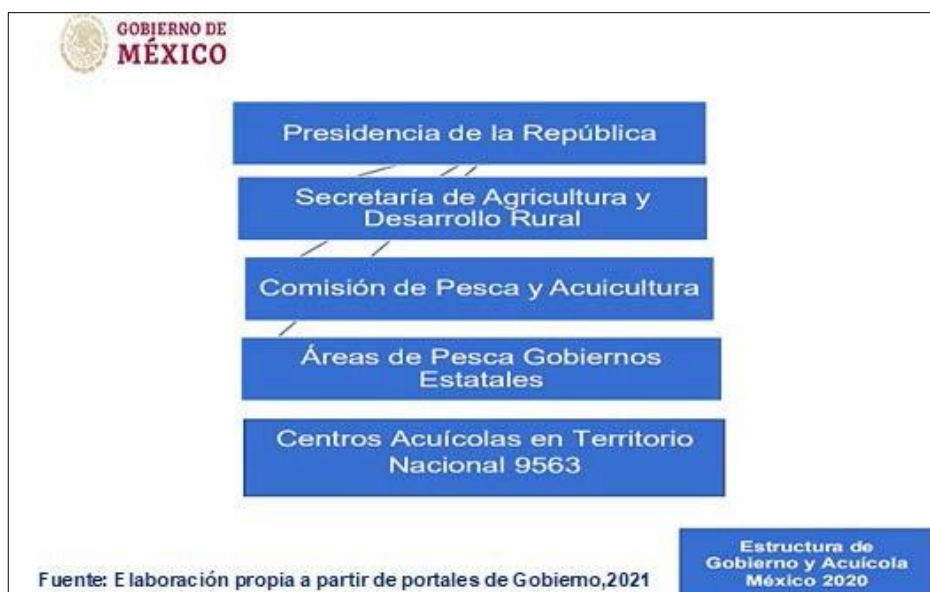 GOBIERNO DE
MÉXICO
Presidencia de la República
Secretaría de Agricultura y
Desarrollo Rural
Comisión de Pesca y Acuicultura
Áreas de Pesca Gobiernos
Estatales
Centros Acuícolas en Territorio
Nacional 9563
Estructura de
Gobierno y Acuícola
México 2020
Fuente: Elaboración propia a partir de portales de Gobierno,2021